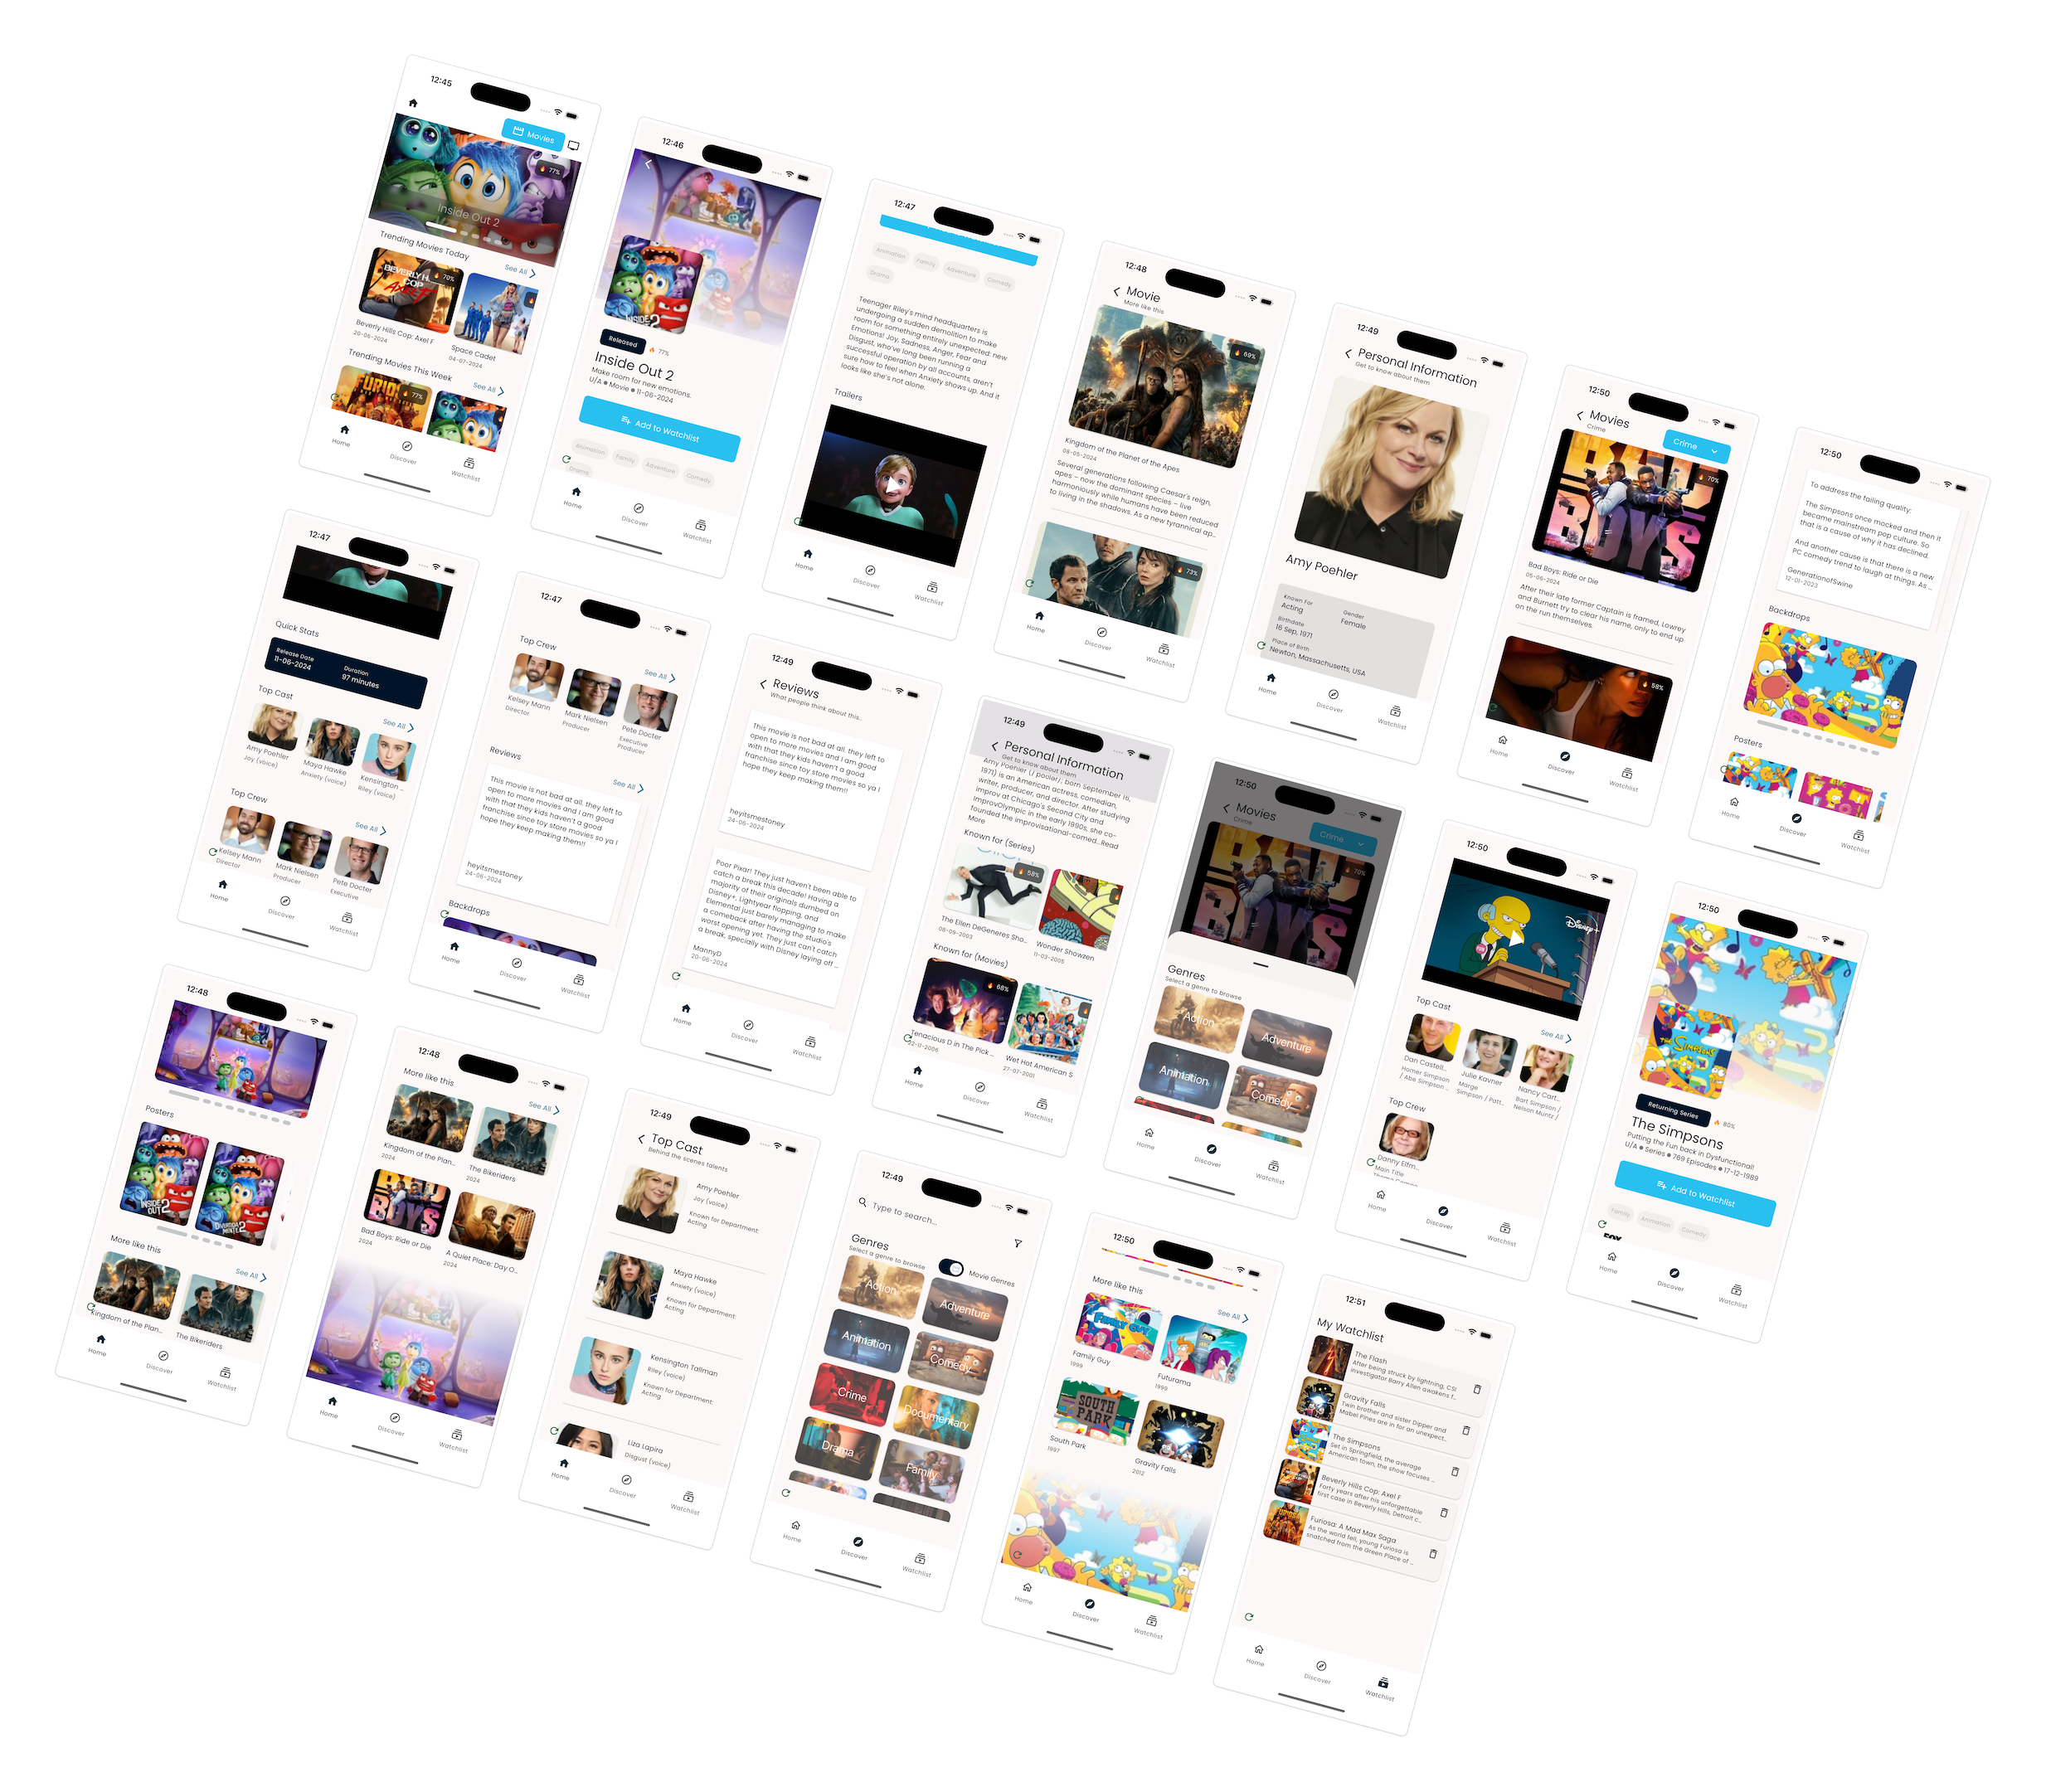 12:45
Movies
77%
Inside Out 2
Trending Movies Today
See All
BEVERLY H
COP
AXEL F
70%
Beverly Hills Cop: Axel F
20-06-2024
Space Cadet
04-07-2024
Trending Movies This Week
See All
FURIOS
77%
Home
Discover
Watchlist
12:46
INSIDE 2
Released
77%
Inside Out 2
Make room for new emotions.
U/A • Movie • 11-06-2024
Add to Watchlist
Animation
Family
Adventure
Comedy
Drama
Home
Discover
Watchlist
12:47
Animation
Family
Adventure
Comedy
Drama
Teenager Riley's mind headquarters is
undergoing a sudden demolition to make
room for something entirely unexpected: new
Emotions! Joy, Sadness, Anger, Fear and
Disgust, who've long been running a
successful operation by all accounts, aren't
sure how to feel when Anxiety shows up. And it
looks like she's not alone.
Trailers
Home
Discover
Watchlist
12:48
Movie
More like this
69%
Kingdom of the Planet of the Apes
08-05-2024
Several generations following Caesar's reign,
apes – now the dominant species – live
harmoniously while humans have been reduced
to living in the shadows. As a new tyrannical ap...
73%
Home
Discover
Watchlist
12:49
Personal Information
Get to know about them
Amy Poehler
Known For
Acting
Gender
Female
Birthdate
16 Sep, 1971
Place of Birth
Newton, Massachusetts, USA
Home
Discover
Watchlist
12:50
Movies
Crime
Crime
70%
BOYS
Bad Boys: Ride or Die
05-06-2024
After their late former Captain is framed, Lowrey
and Burnett try to clear his name, only to end up
on the run themselves.
58%
Home
Discover
Watchlist
12:50
To address the falling quality:
The Simpsons once mocked and then it
became mainstream pop culture. So
that is a cause of why it has declined.
And another cause is that there is a new
PC comedy trend to laugh at things. As ...
GenerationofSwine
12-01-2023
Backdrops
Posters
Home
Discover
Watchlist
12:47
Quick Stats
Release Date
11-06-2024
Duration
97 minutes
Top Cast
See All
Amy Poehler
Joy (voice)
Maya Hawke
Anxiety (voice)
Kensington ...
Riley (voice)
Top Crew
See All
Kelsey Mann
Director
Mark Nielsen
Producer
Pete Docter
Executive
Home
Discover
Watchlist
12:47
Top Crew
See All
Kelsey Mann
Director
Mark Nielsen
Producer
Pete Docter
Executive
Producer
Reviews
See All
This movie is not bad at all. they left to
open to more movies and I am good
with that they kids haven't a good
franchise since toy store movies so ya I
hope they keep making them!!
heyitsmestoney
24-06-2024
Backdrops
Home
Discover
Watchlist
12:49
Reviews
What people think about this..
This movie is not bad at all. they left to
open to more movies and I am good
with that they kids haven't a good
franchise since toy store movies so ya I
hope they keep making them!!
heyitsmestoney
24-06-2024
Poor Pixar! They just haven't been able to
catch a break this decade! Having a
majority of their originals dumbed on
Disney+, Lightyear flopping, and
Elemental just barely managing to make
a comeback after having the studio's
worst opening yet. They just can't catch
a break, specially with Disney laying off ...
MannyD
20-06-2024
Home
Discover
Watchlist
12:49
Personal Information
Get to know about them
Amy Poehler (/ˈpoʊlər/, born September 16,
1971) is an American actress, comedian,
writer, producer, and director. After studying
improv at Chicago's Second City and
ImprovOlympic in the early 1990s, she co-
founded the improvisational-comed...Read
More
Known for (Series)
58%
The Ellen DeGeneres Sho...
08-09-2003
Wonder Showzen
11-03-2005
Known for (Movies)
68%
Tenacious D in The Pick ...
22-11-2006
Wet Hot American S
27-07-2001
Home
Discover
Watchlist
12:50
Movies
Crime
Crime
70%
BOYS
Genres
Select a genre to browse
Action
Adventure
Animation
Comedy
Home
Discover
Watchlist
12:50
Disney+
Top Cast
See All
Dan Castell...
Homer Simpson
/ Abe Simpson ...
Julie Kavner
Marge
Simpson / Patt...
Nancy Cart...
Bart Simpson /
Nelson Muntz /
Top Crew
Danny Elfm...
Main Title
Home
Discover
Watchlist
12:50
THE SIMPSONS
Returning Series
80%
The Simpsons
Putting the Fun back in Dysfunctional!
U/A • Series • 769 Episodes • 17-12-1989
Add to Watchlist
Family
Animation
Comedy
FOX
Home
Discover
Watchlist
12:48
Posters
INSIDE OUT 2
DIVERTIDA MENTE 2
More like this
See All
Kingdom of the Plan...
The Bikeriders
Home
Discover
Watchlist
12:48
More like this
See All
Kingdom of the Plan...
2024
The Bikeriders
2024
BOYS
Bad Boys: Ride or Die
2024
A Quiet Place: Day O...
2024
Home
Discover
Watchlist
12:49
Top Cast
Behind the scenes talents
Amy Poehler
Joy (voice)
Known for Department:
Acting
Maya Hawke
Anxiety (voice)
Known for Department:
Acting
Kensington Tallman
Riley (voice)
Known for Department:
Acting
Liza Lapira
Disgust (voice)
Home
Discover
Watchlist
12:49
Type to search...
Genres
Select a genre to browse
Movie Genres
Action
Adventure
Animation
Comedy
Crime
Documentary
Drama
Family
Home
Discover
Watchlist
12:50
More like this
See All
FAMILY GUY
Family Guy
1999
Futurama
1999
SOUTH
PARK
South Park
1997
Gravity Falls
2012
Home
Discover
Watchlist
12:51
My Watchlist
The Flash
After being struck by lightning, CSI
investigator Barry Allen awakens f...
Gravity Falls
Twin brother and sister Dipper and
Mabel Pines are in for an unexpect...
The Simpsons
Set in Springfield, the average
American town, the show focuses ...
Beverly Hills Cop: Axel F
Forty years after his unforgettable
first case in Beverly Hills, Detroit c...
Furiosa: A Mad Max Saga
As the world fell, young Furiosa is
snatched from the Green Place of ...
Home
Discover
Watchlist